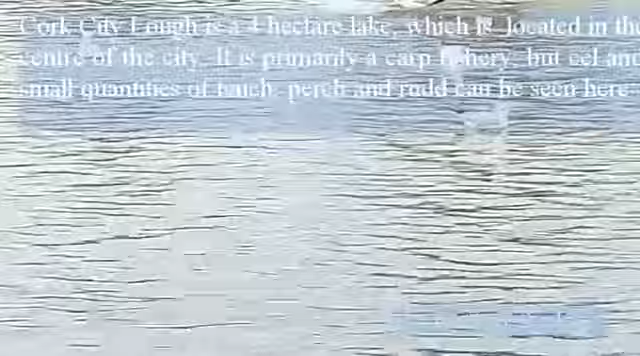 Cork City Lough is a 4 hectare lake, which is located in the
centre of the city. It is primarily a carp fishery, but eel and
small quantities of tench, perch and rudd can be seen here.